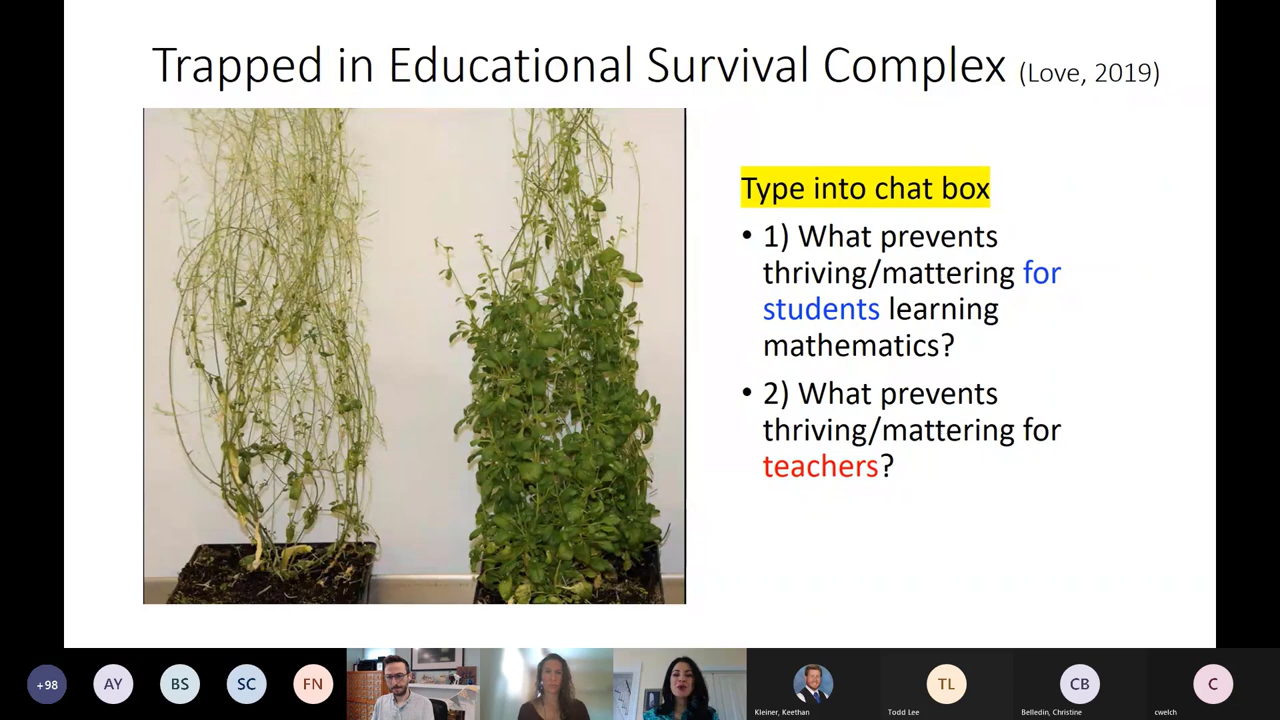 Trapped in Educational Survival Complex (Love, 2019)
Type into chat box
• 1) What prevents
thriving/mattering for
students learning
mathematics?
• 2) What prevents
thriving/mattering for
teachers?
+98
AY
BS
SC
FN
TL
CB
C
Kleiner, Keethan
Todd Lee
Belledin, Christine
cwelch